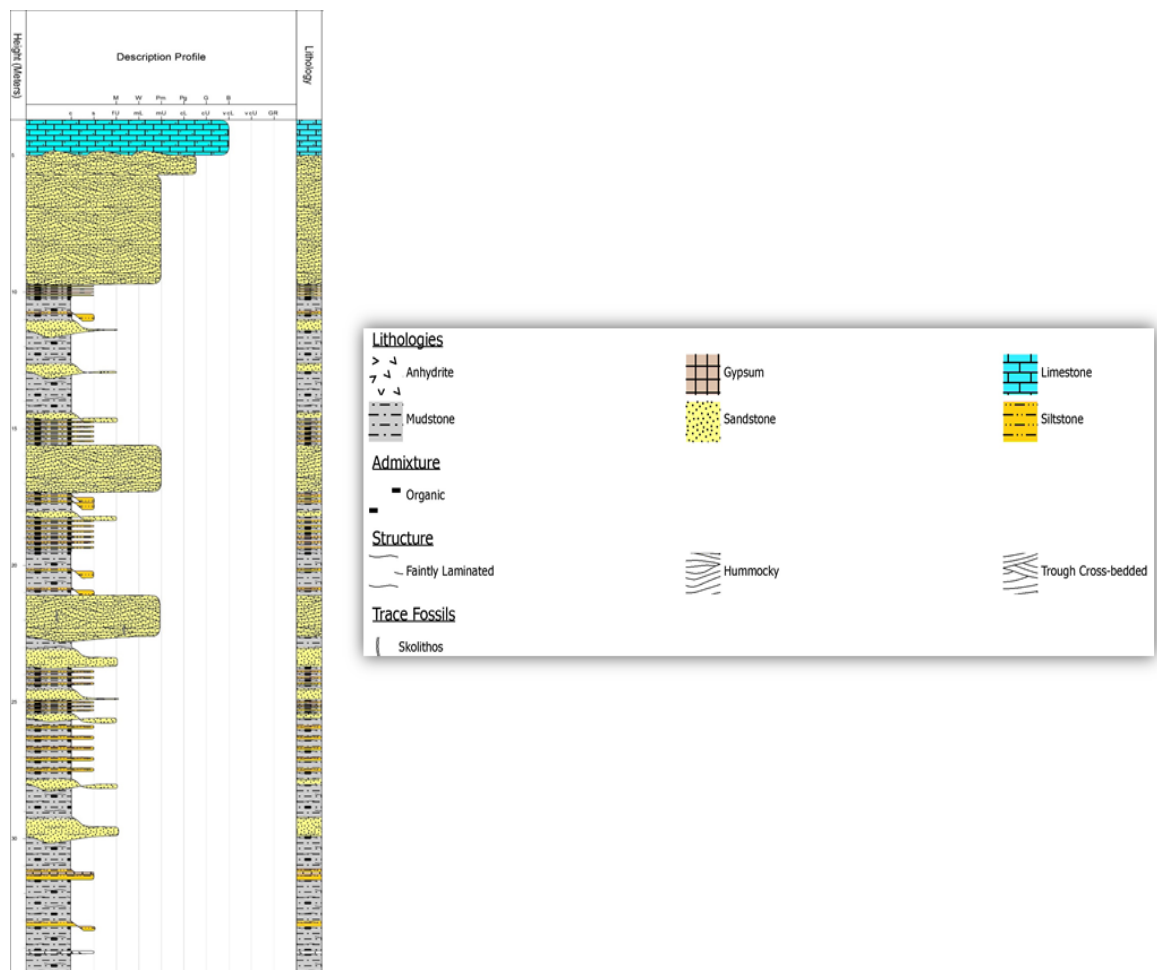 Height (Meters)
Description Profile
Lithology
M W Pm Pg G B
c s fU mL mU cL cU vcL vcU GR
5
10
15
20
25
30
Lithologies
Anhydrite Gypsum Limestone
Mudstone Sandstone Siltstone
Admixture
Organic
Structure
Faintly Laminated Hummocky Trough Cross-bedded
Trace Fossils
Skolithos